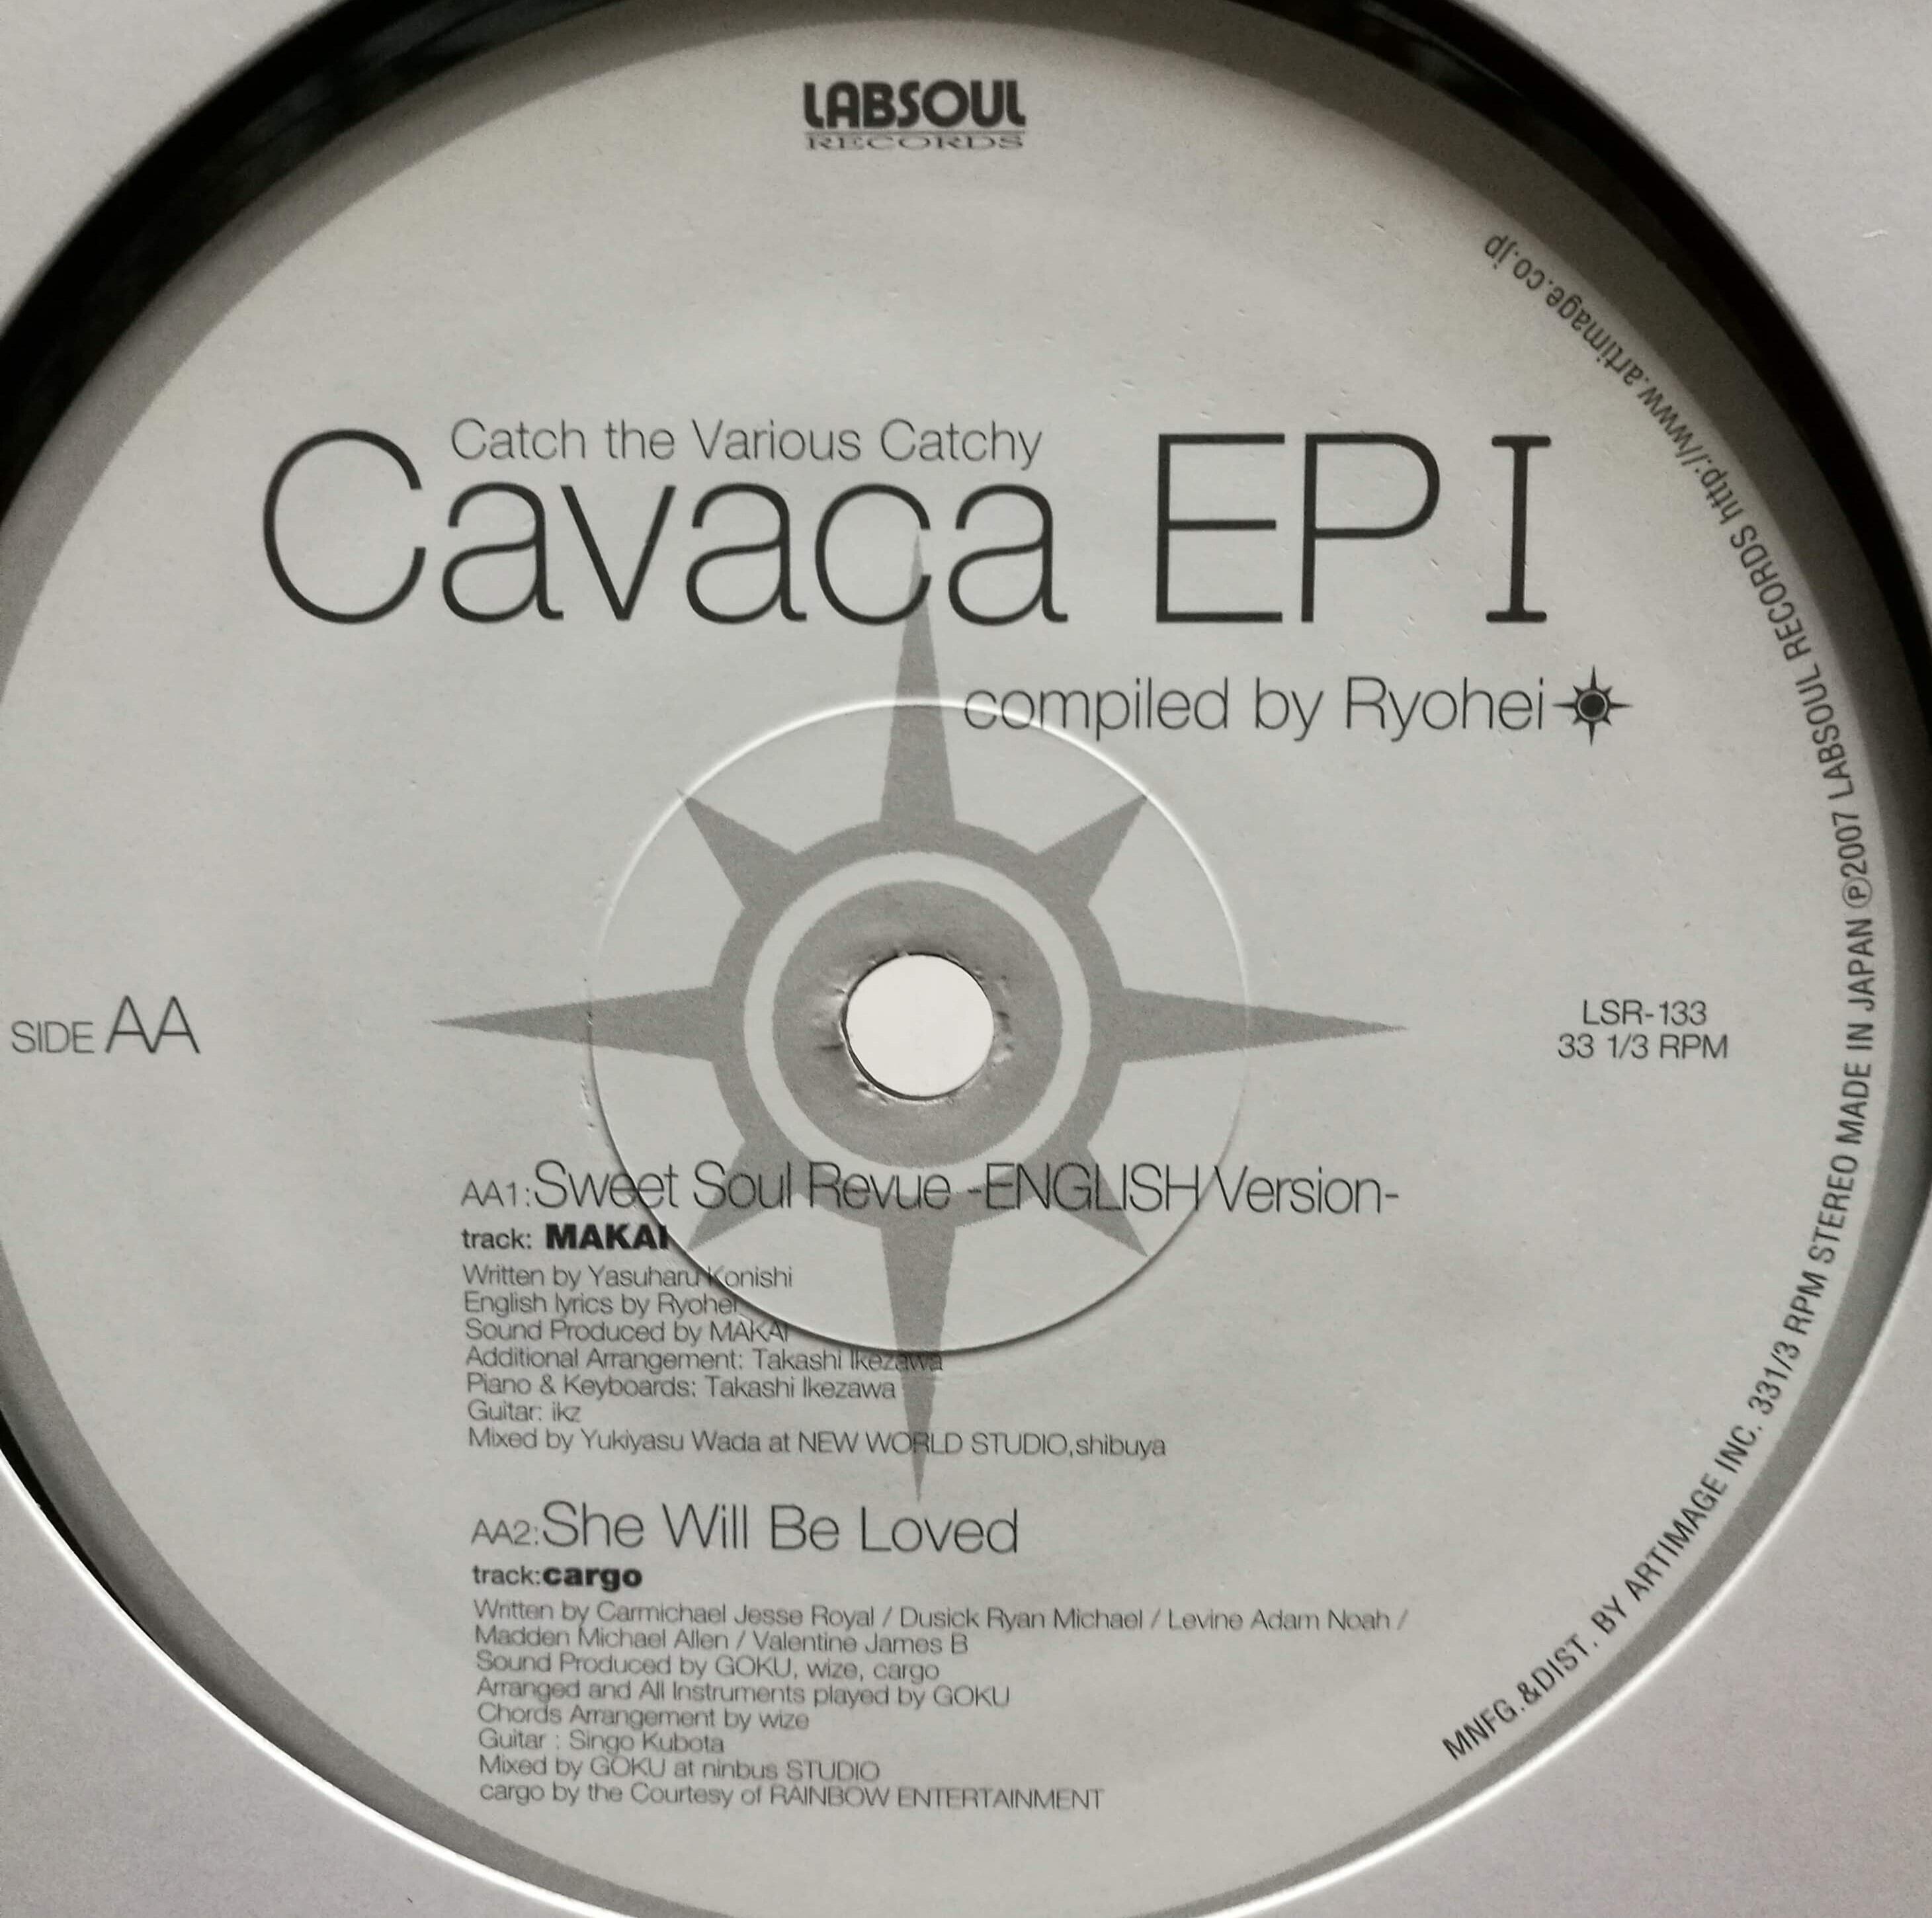 LABSOUL
RECORDS
Catch the Various Catchy
Cavaca EP I
compiled by Ryohei
SIDE AA
LSR-133
33 1/3 RPM
AA1:Sweet Soul Revue -ENGLISH Version-
track: MAKAI
Written by Yasuharu Konishi
English lyrics by Ryohei
Sound Produced by MAKAI
Additional Arrangement: Takashi Ikezawa
Piano & Keyboards: Takashi Ikezawa
Guitar: ikz
Mixed by Yukiyasu Wada at NEW WORLD STUDIO,shibuya
AA2:She Will Be Loved
track:cargo
Written by Carmichael Jesse Royal / Dusick Ryan Michael / Levine Adam Noah /
Madden Michael Allen / Valentine James B
Sound Produced by GOKU, wize, cargo
Arranged and All Instruments played by GOKU
Chords Arrangement by wize
Guitar : Singo Kubota
Mixed by GOKU at ninbus STUDIO
cargo by the Courtesy of RAINBOW ENTERTAINMENT
MNFG.&DIST. BY ARTIMAGE INC. 331/3 RPM STEREO MADE IN JAPAN ℗2007 LABSOUL RECORDS http://www.artimage.co.jp